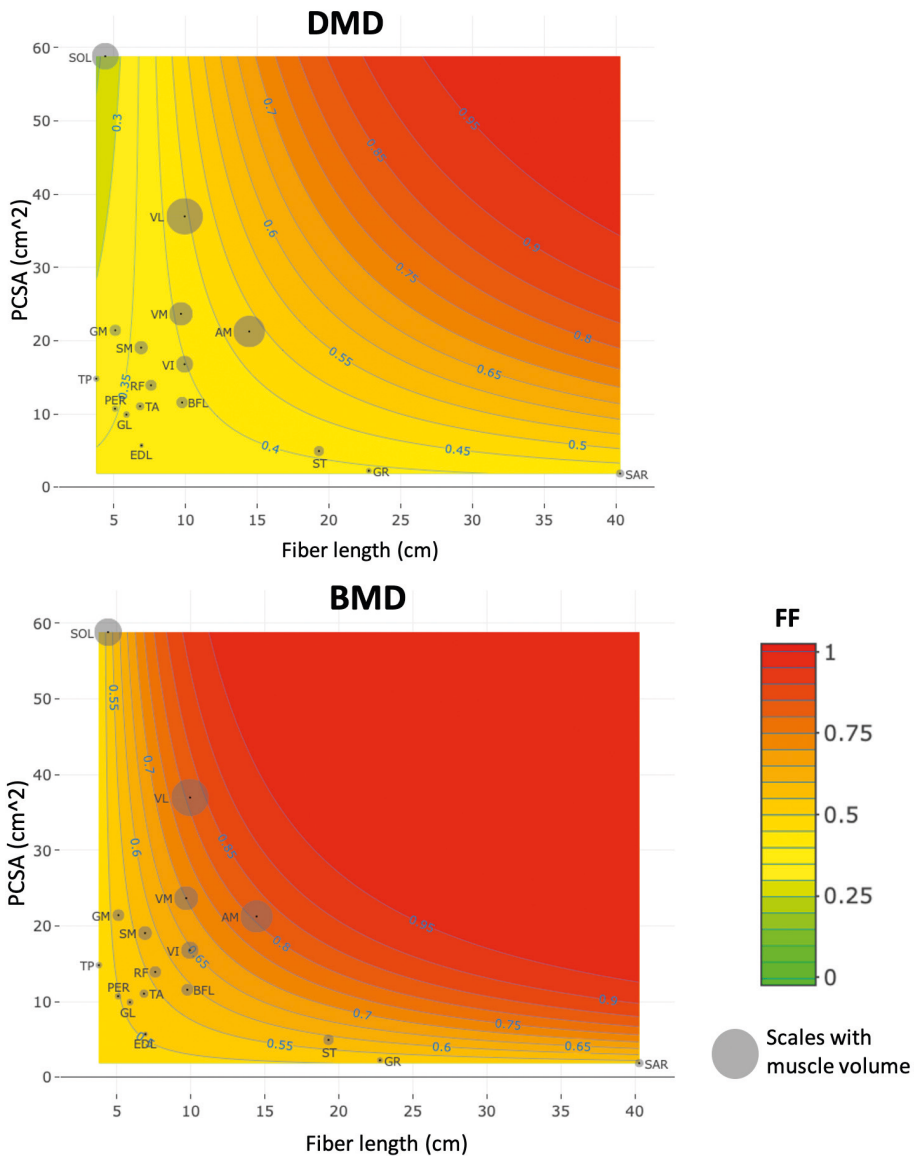 DMD
PCSA (cm^2)
60
50
40
30
20
10
0
SOL
VL
VM
AM
GM
SM
VI
TP
RF
PER
TA
BFL
GL
EDL
ST
GR
SAR
0.3
0.35
0.4
0.45
0.5
0.55
0.6
0.65
0.7
0.75
0.8
0.85
0.9
0.95
5 10 15 20 25 30 35 40
Fiber length (cm)
BMD
PCSA (cm^2)
60
50
40
30
20
10
0
SOL
VL
VM
AM
GM
SM
VI
TP
RF
PER
TA
BFL
GL
EDL
ST
GR
SAR
0.55
0.7
0.6
0.85
0.8
0.65
0.95
0.9
0.7
0.75
0.55
0.6
0.65
5 10 15 20 25 30 35 40
Fiber length (cm)
FF
1
0.75
0.5
0.25
0
Scales with
muscle volume